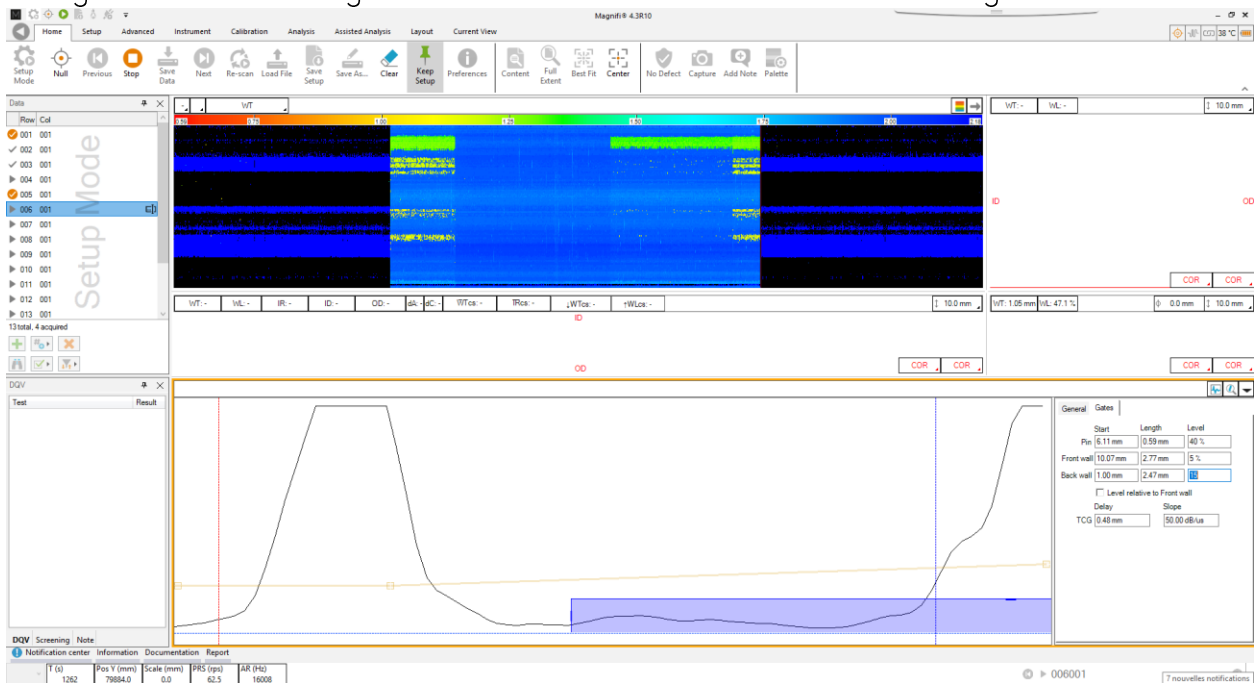 Magnifi® 4.3R10
Home Setup Advanced Instrument Calibration Analysis Assisted Analysis Layout Current View
38 °C
Setup Mode Null Previous Stop Save Data Next Re-scan Load File Save Setup Save As... Clear Keep Setup Preferences Content Full Extent Best Fit Center No Defect Capture Add Note Palette
Data
Row Col
001 001
002 001
003 001
004 001
005 001
006 001
007 001
008 001
009 001
010 001
011 001
012 001
013 001
Setup Mode
13 total, 4 acquired
- WT
0.59 0.75 1.00 1.25 1.50 1.75 2.00 2.18
WT: - WL: - 10.0 mm
ID OD
COR COR
WT: - WL: - IR: - ID: - OD: - dA: - dC: - WTcs: - TRcs: - ↓WTcs: - ↑WLcs: - 10.0 mm
ID
OD
COR COR
WT: 1.05 mm WL: 47.1 % 0.0 mm 10.0 mm
COR COR
DQV
Test Result
DQV Screening Note
General Gates
Start Length Level
Pin 6.11 mm 0.59 mm 40 %
Front wall 10.07 mm 2.77 mm 5 %
Back wall 1.00 mm 2.47 mm 15
Level relative to Front wall
Delay Slope
TCG 0.48 mm 50.00 dB/us
Notification center Information Documentation Report
T (s) Pos Y (mm) Scale (mm) PRS (rps) AR (Hz)
1262 79884.0 0.0 62.5 16008
006001
7 nouvelles notifications